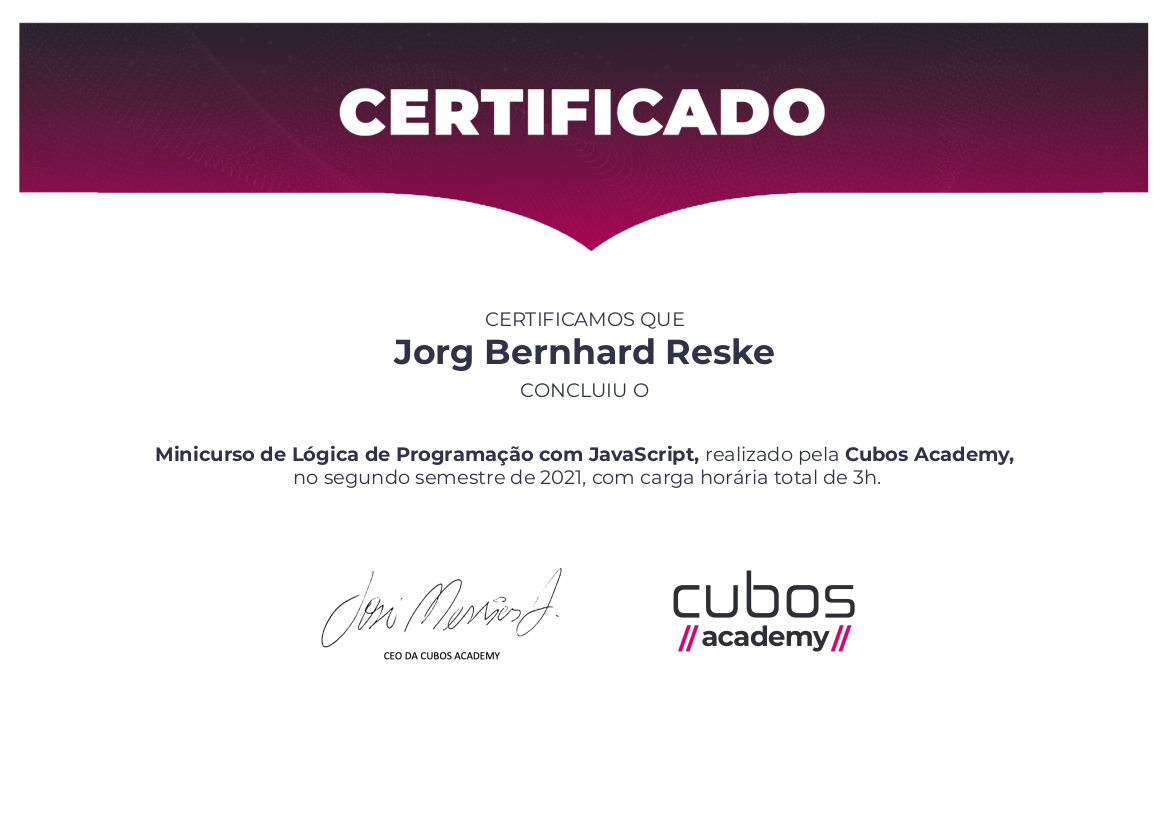 CERTIFICADO
CERTIFICAMOS QUE
Jorg Bernhard Reske
CONCLUIU O
Minicurso de Lógica de Programação com JavaScript, realizado pela Cubos Academy,
no segundo semestre de 2021, com carga horária total de 3h.
CEO DA CUBOS ACADEMY
cubos
//academy//